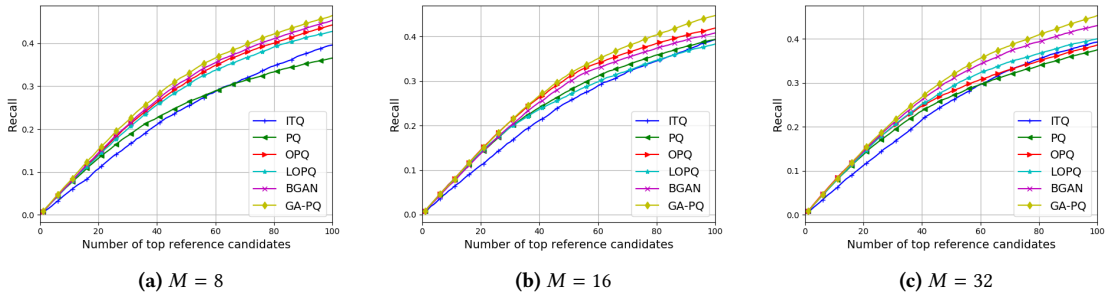 0.4
0.3
0.2
0.1
0.0
Recall
0 20 40 60 80 100
Number of top reference candidates
ITQ
PQ
OPQ
LOPQ
BGAN
GA-PQ
(a) M = 8
0.4
0.3
0.2
0.1
0.0
Recall
0 20 40 60 80 100
Number of top reference candidates
ITQ
PQ
OPQ
LOPQ
BGAN
GA-PQ
(b) M = 16
0.4
0.3
0.2
0.1
0.0
Recall
0 20 40 60 80 100
Number of top reference candidates
ITQ
PQ
OPQ
LOPQ
BGAN
GA-PQ
(c) M = 32